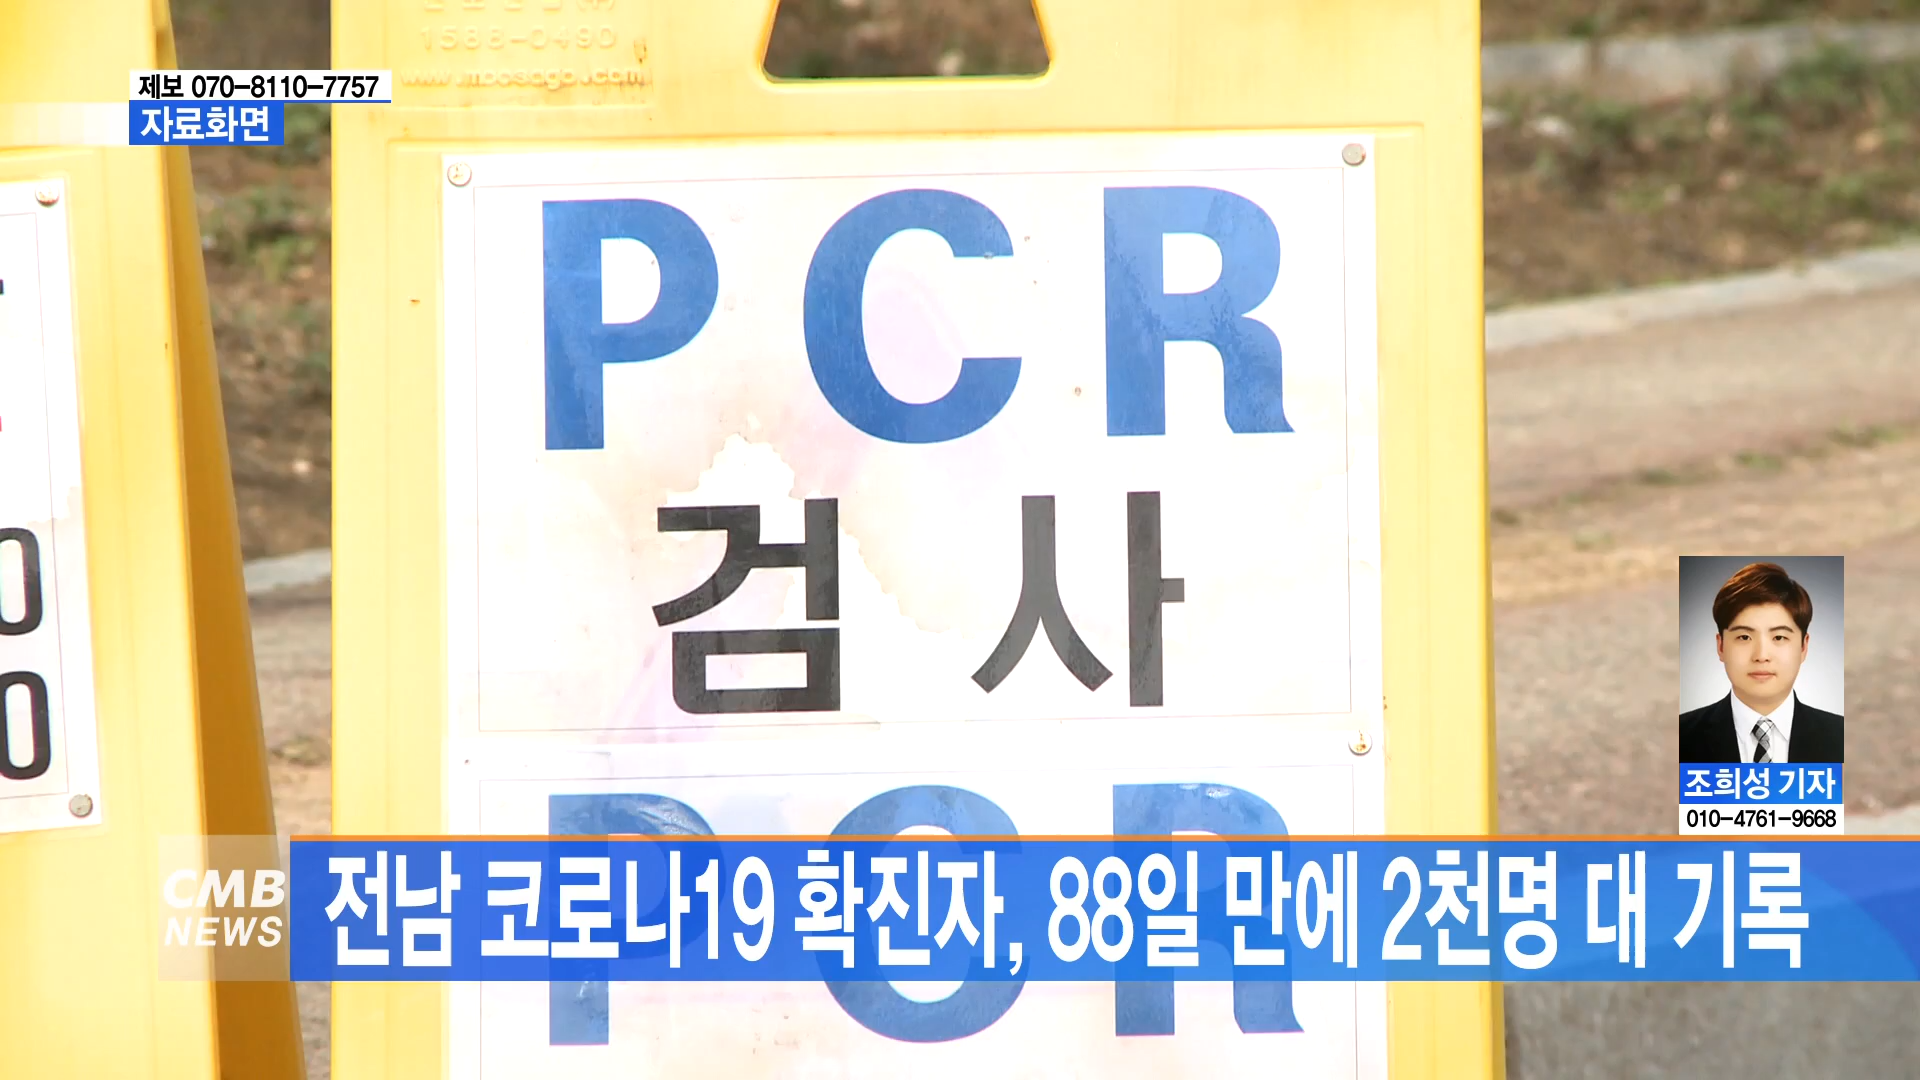 1588-0490
제보 070-8110-7757
자료화면
PCR
검사
PCR
조희성 기자
010-4761-9668
CMB
NEWS
전남 코로나19 확진자, 88일 만에 2천명 대 기록